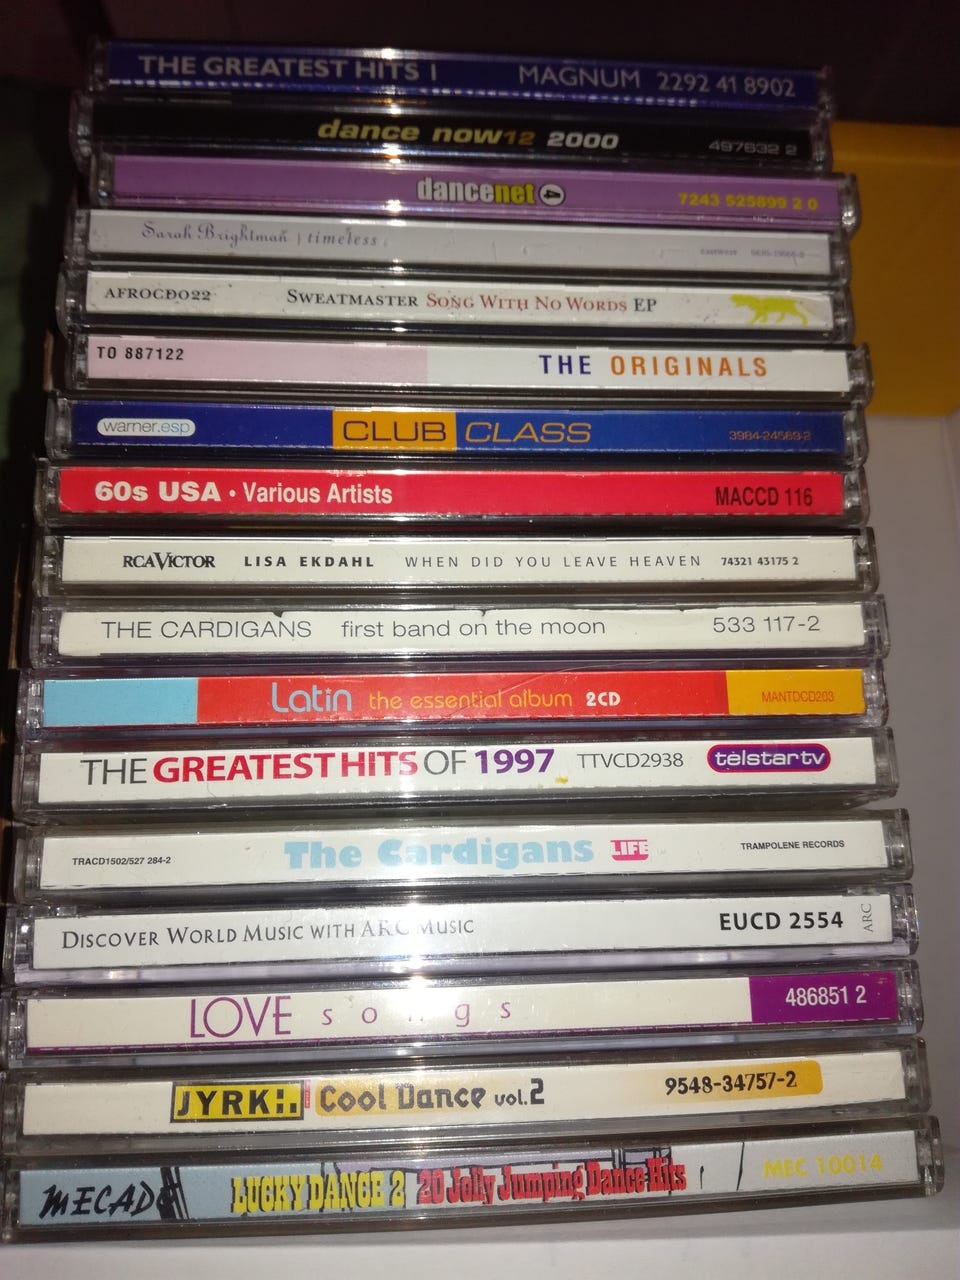 THE GREATEST HITS 1 MAGNUM 2292 41 8902
dance now12 2000 497632 2
dancenet 4 7243 525899 2 0
Sarah Brightman | timeless eastwest
AFROCD022 SWEATMASTER SONG WITH NO WORDS EP
TO 887122 THE ORIGINALS
warner.esp CLUB CLASS 3984-24569-2
60s USA • Various Artists MACCD 116
RCA VICTOR LISA EKDAHL WHEN DID YOU LEAVE HEAVEN 74321 43175 2
THE CARDIGANS first band on the moon 533 117-2
Latin the essential album 2CD MANTDCD203
THE GREATEST HITS OF 1997 TTVCD2938 telstar tv
TRACD1502/527 284-2 The Cardigans LIFE TRAMPOLENE RECORDS
DISCOVER WORLD MUSIC WITH ARC MUSIC EUCD 2554 ARC
LOVE songs 486851 2
JYRKI. Cool Dance vol.2 9548-34757-2
MECADO LUCKY DANCE 2 20 Jolly Jumping Dance Hits MEC 10014